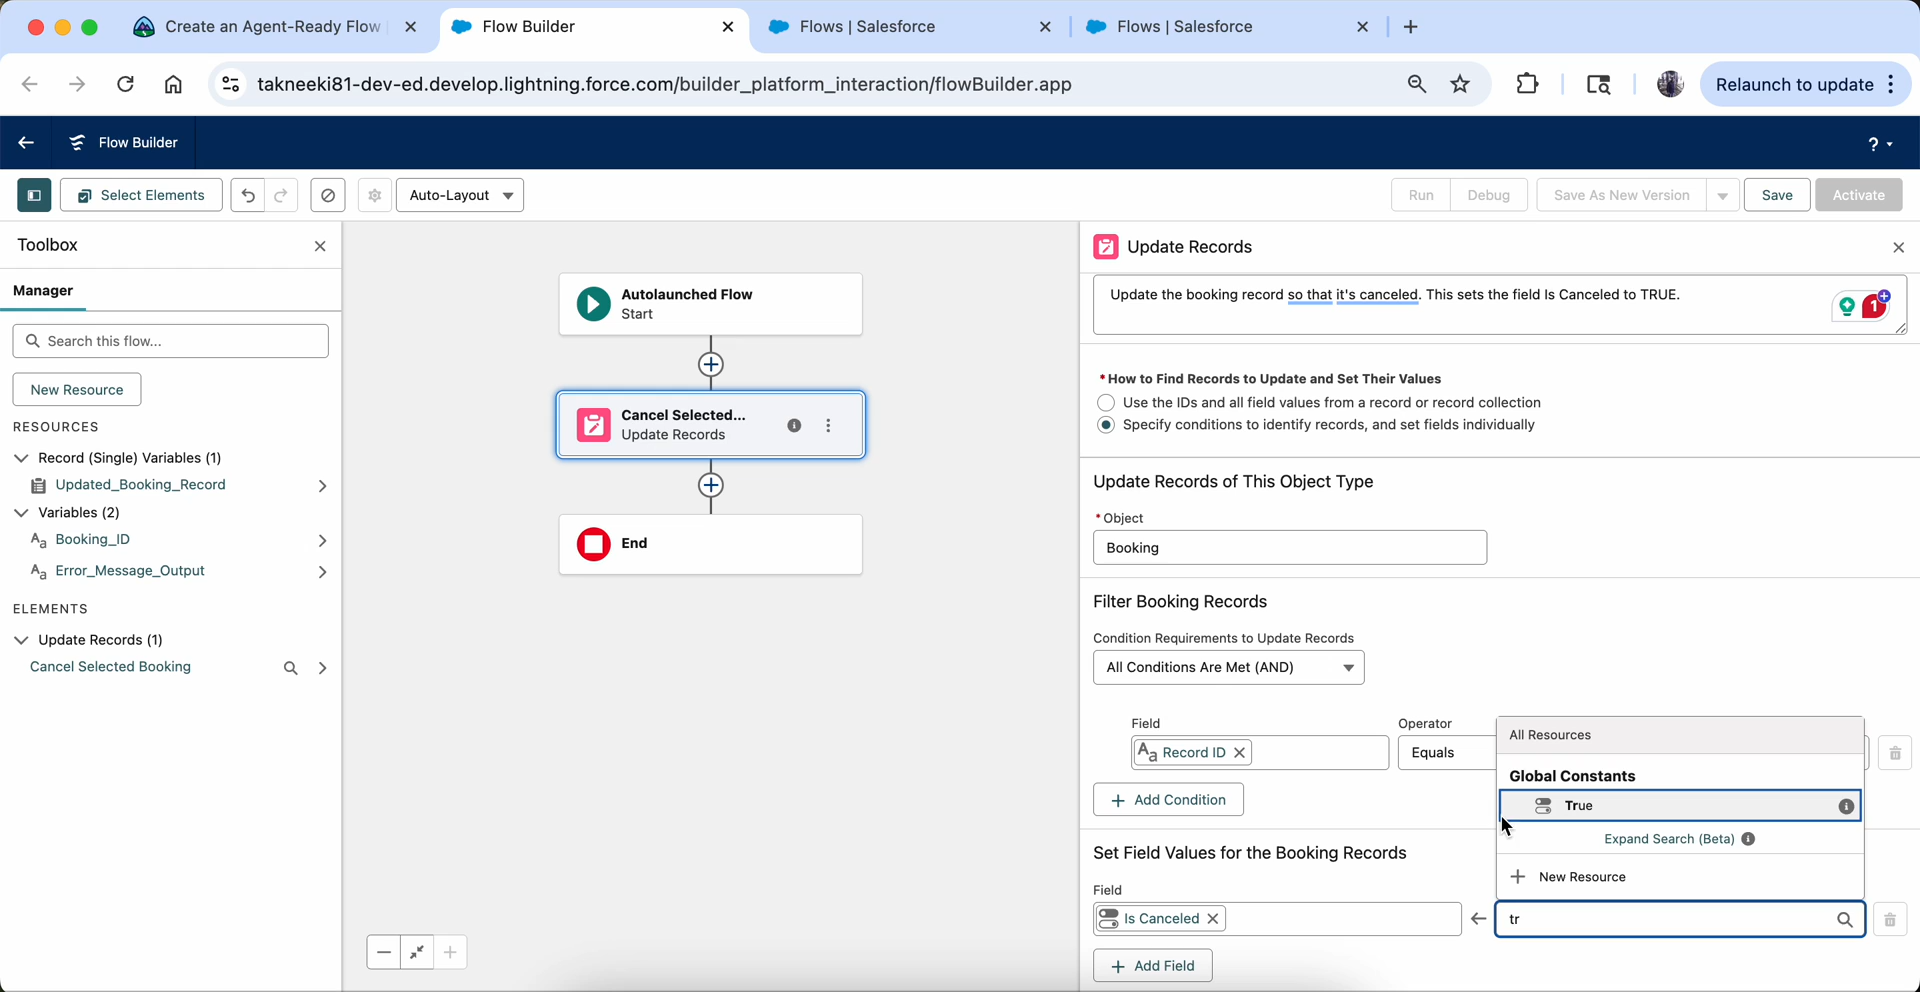 Create an Agent-Ready Flow
Flow Builder
Flows | Salesforce
Flows | Salesforce
takneeki81-dev-ed.develop.lightning.force.com/builder_platform_interaction/flowBuilder.app
Relaunch to update
Flow Builder
?
Select Elements
Auto-Layout
Run
Debug
Save As New Version
Save
Activate
Toolbox
Manager
Search this flow...
New Resource
RESOURCES
Record (Single) Variables (1)
Updated_Booking_Record
Variables (2)
Aa Booking_ID
Aa Error_Message_Output
ELEMENTS
Update Records (1)
Cancel Selected Booking
Autolaunched Flow
Start
Cancel Selected...
Update Records
End
Update Records
Update the booking record so that it's canceled. This sets the field Is Canceled to TRUE.
1
*How to Find Records to Update and Set Their Values
Use the IDs and all field values from a record or record collection
Specify conditions to identify records, and set fields individually
Update Records of This Object Type
*Object
Booking
Filter Booking Records
Condition Requirements to Update Records
All Conditions Are Met (AND)
Field
Operator
Aa Record ID
Equals
All Resources
Global Constants
True
Expand Search (Beta)
New Resource
+ Add Condition
Set Field Values for the Booking Records
Field
Is Canceled
tr
+ Add Field